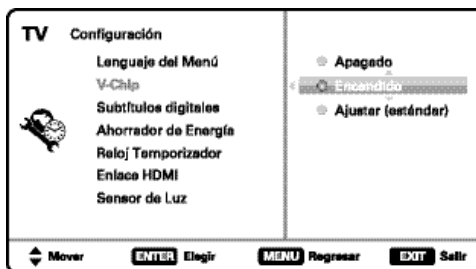 TV Configuración
Lenguaje del Menú
V-Chip
Subtítulos digitales
Ahorrador de Energía
Reloj Temporizador
Enlace HDMI
Sensor de Luz
Apagado
Encendido
Ajustar (estándar)
Mover ENTER Elegir MENU Regresar EXIT Salir